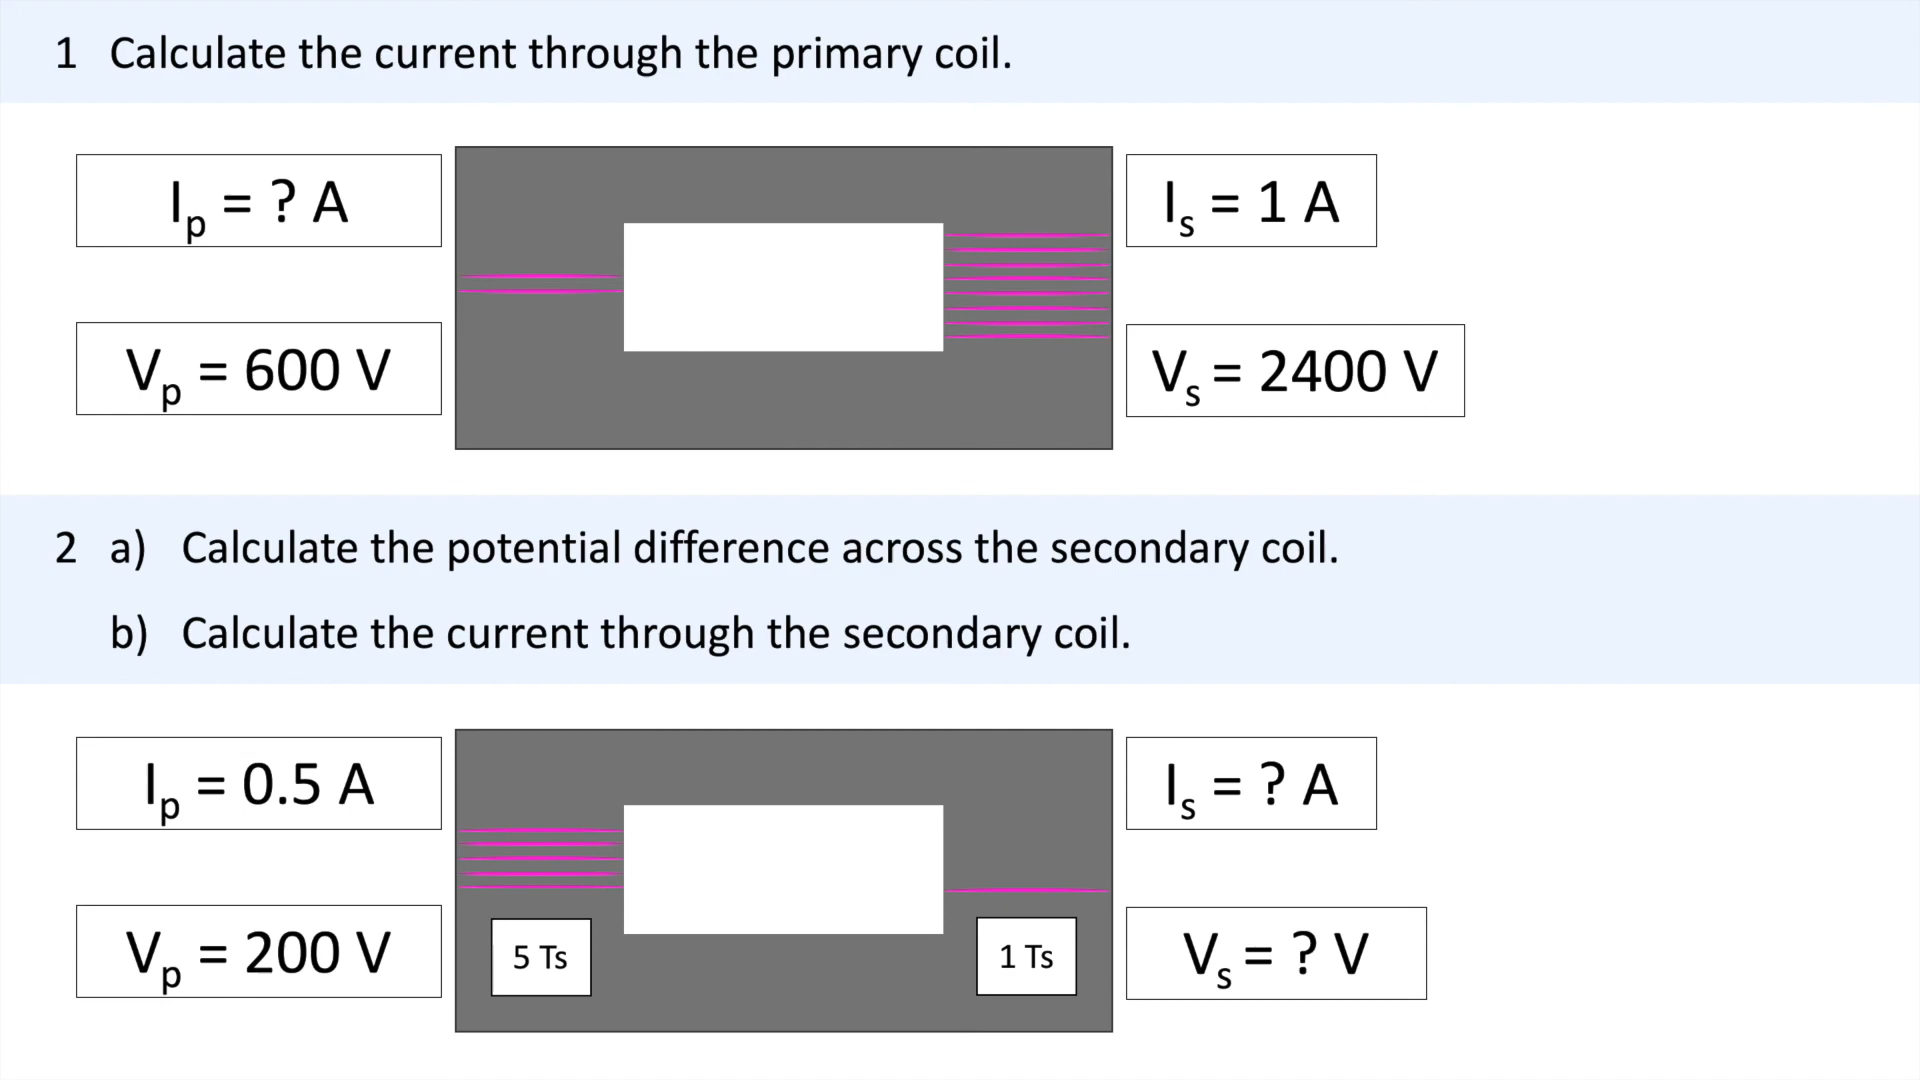 1 Calculate the current through the primary coil.
Ip = ? A
Is = 1 A
Vp = 600 V
Vs = 2400 V
2 a) Calculate the potential difference across the secondary coil.
b) Calculate the current through the secondary coil.
Ip = 0.5 A
Is = ? A
Vp = 200 V
5 Ts
1 Ts
Vs = ? V